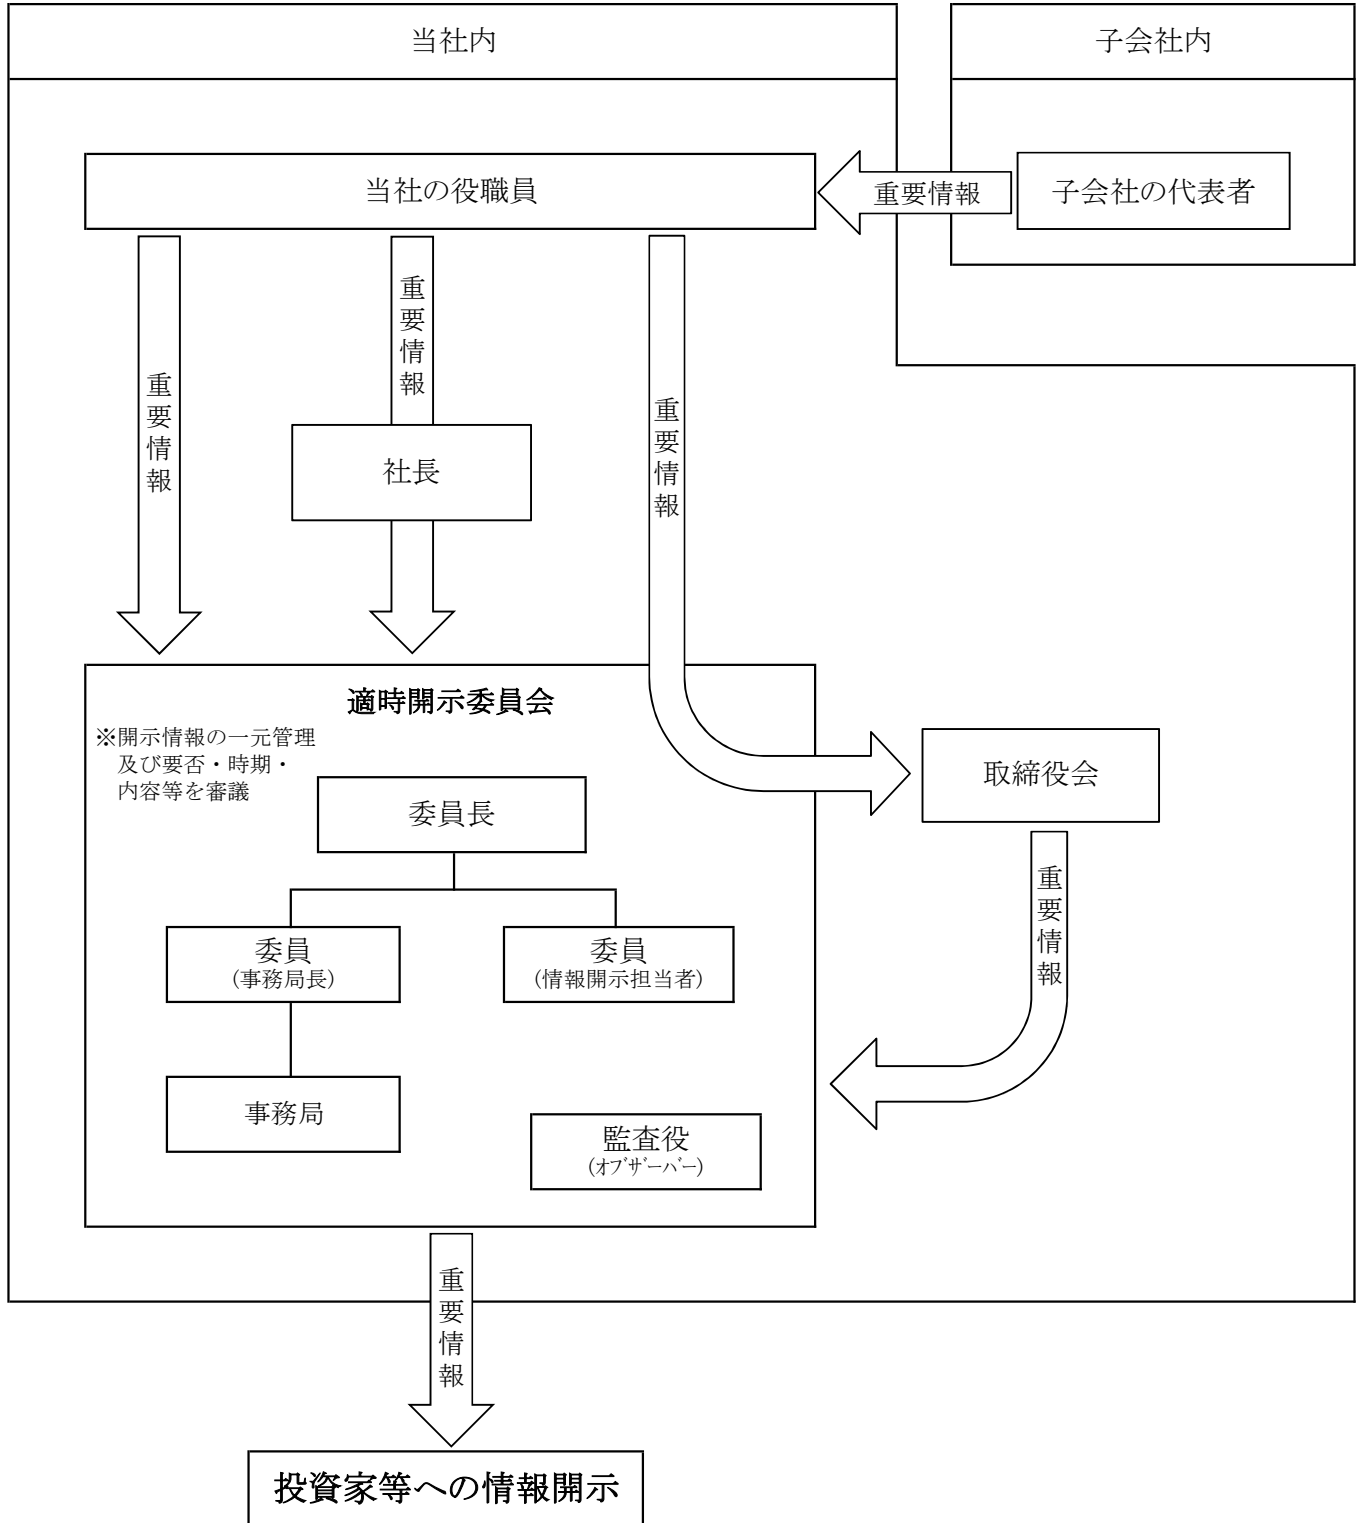 当社内
子会社内
当社の役職員
重要情報
子会社の代表者
重要情報
重要情報
重要情報
社長
適時開示委員会
※開示情報の一元管理
及び要否・時期・
内容等を審議
取締役会
委員長
重要情報
委員
(事務局長)
委員
(情報開示担当者)
事務局
監査役
(ｵﾌﾞｻﾞｰﾊﾞｰ)
重要情報
投資家等への情報開示